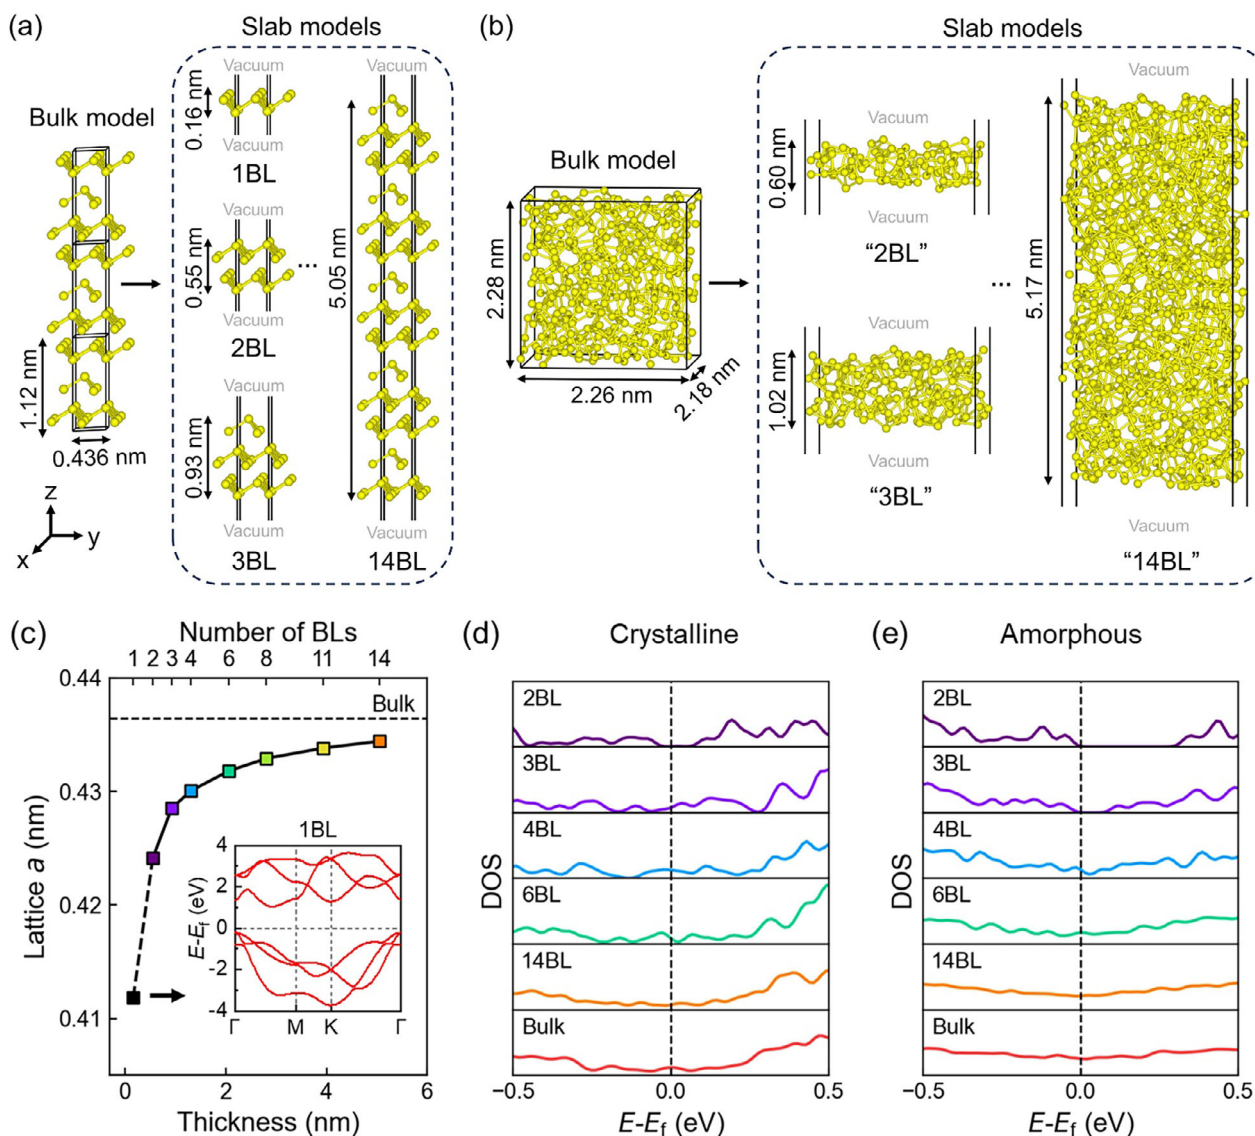 (a)
Slab models
Bulk model
1.12 nm
0.436 nm
z
y
x
Vacuum
0.16 nm
Vacuum
1BL
0.55 nm
2BL
0.93 nm
Vacuum
3BL
...
Vacuum
5.05 nm
14BL
(b)
Slab models
Bulk model
2.28 nm
2.26 nm
2.18 nm
Vacuum
0.60 nm
Vacuum
“2BL”
Vacuum
1.02 nm
Vacuum
“3BL”
...
Vacuum
5.17 nm
Vacuum
“14BL”
(c)
Number of BLs
1 2 3 4 6 8 11 14
0.44
0.43
0.42
0.41
Lattice a (nm)
Bulk
1BL
4
2
0
−2
−4
E-Ef (eV)
Γ M K Γ
0 2 4 6
Thickness (nm)
(d)
Crystalline
DOS
2BL
3BL
4BL
6BL
14BL
Bulk
−0.5 0.0 0.5
E-Ef (eV)
(e)
Amorphous
DOS
2BL
3BL
4BL
6BL
14BL
Bulk
−0.5 0.0 0.5
E-Ef (eV)